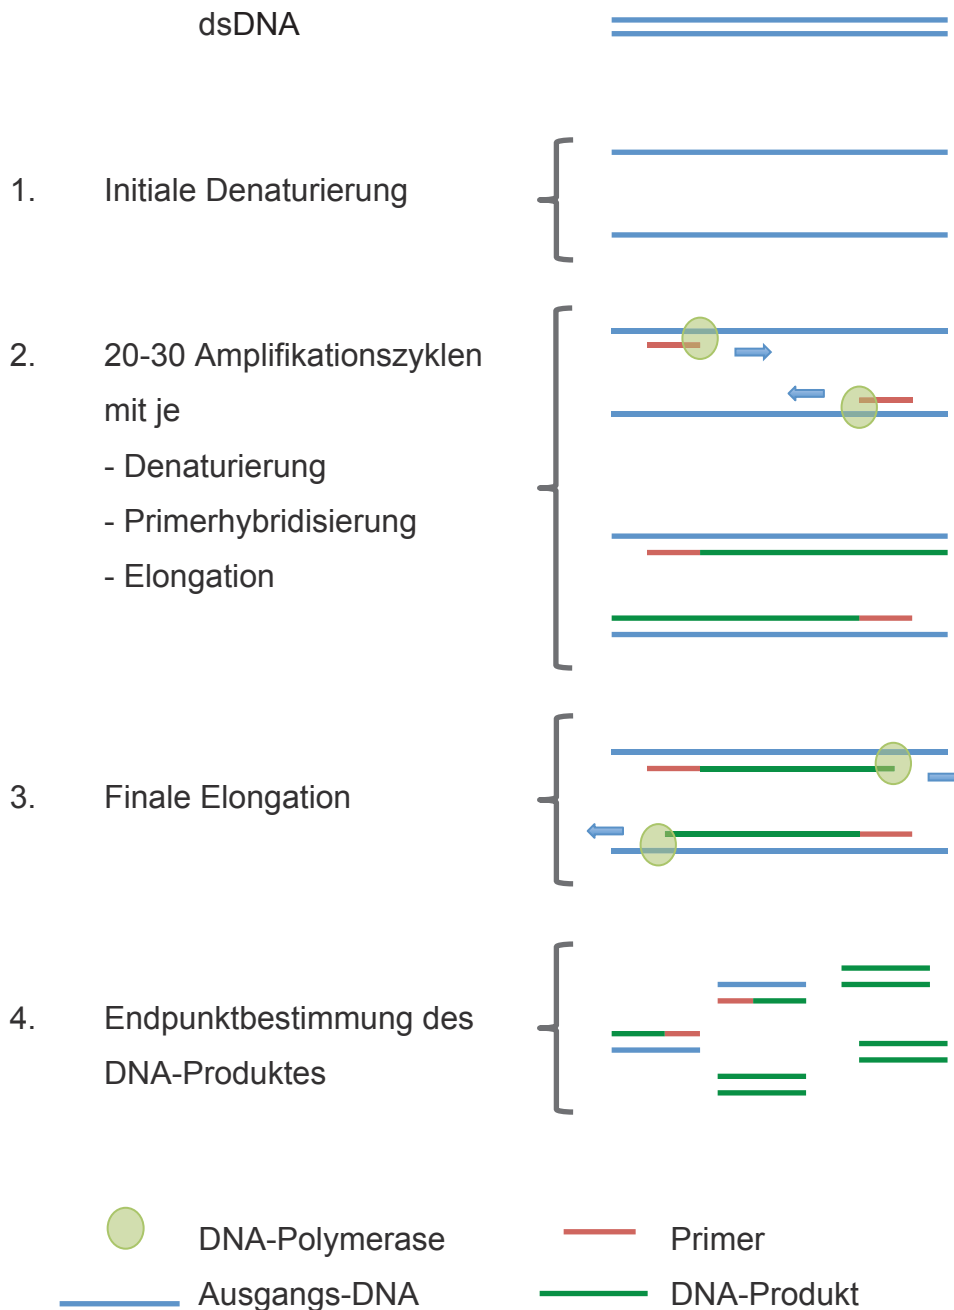 dsDNA
1. Initiale Denaturierung
2. 20-30 Amplifikationszyklen
mit je
- Denaturierung
- Primerhybridisierung
- Elongation
3. Finale Elongation
4. Endpunktbestimmung des
DNA-Produktes
DNA-Polymerase Primer
Ausgangs-DNA DNA-Produkt